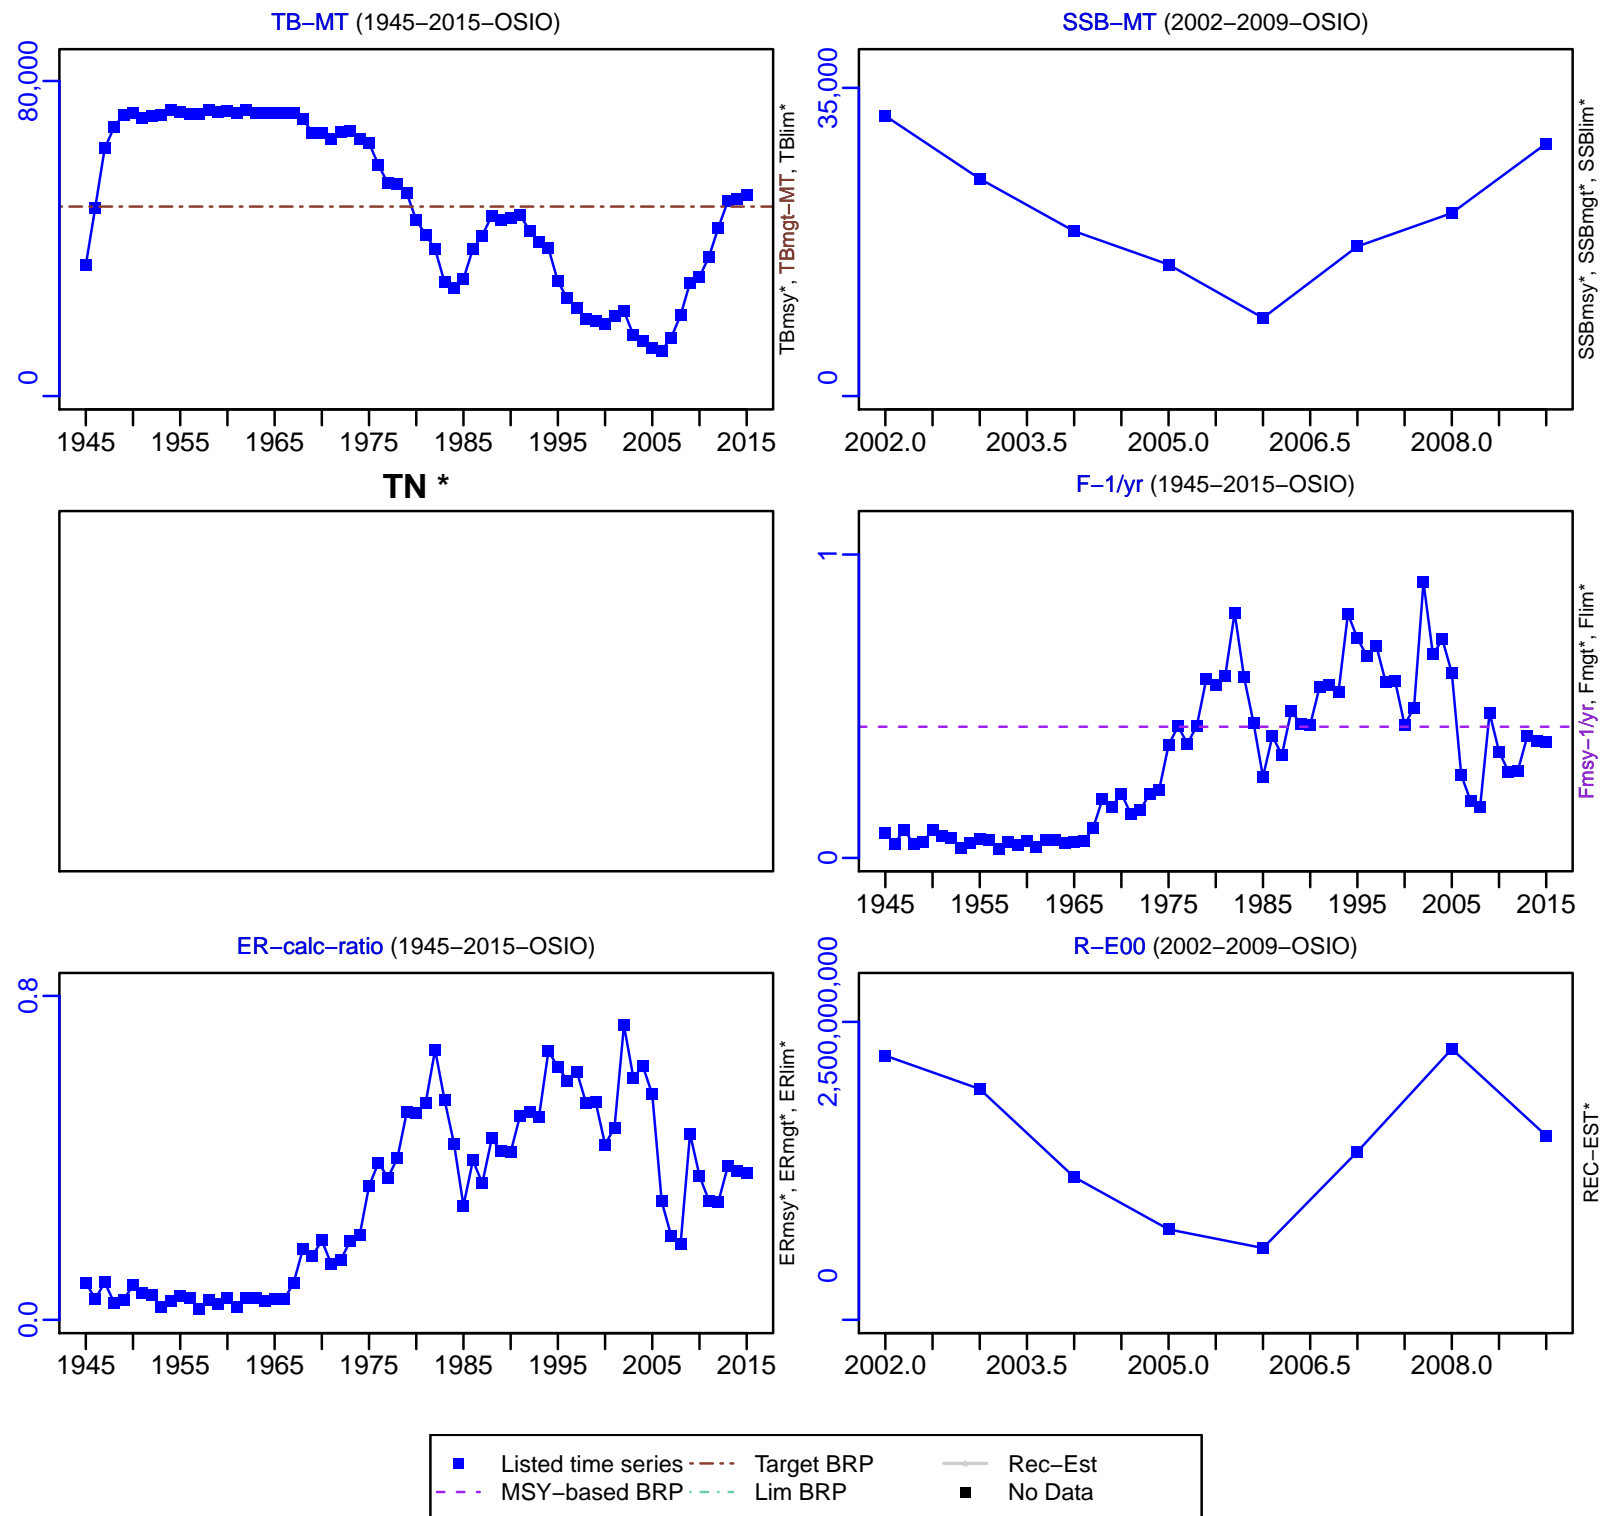 TB−MT (1945−2015−OSIO)
80,000
0
1945 1955 1965 1975 1985 1995 2005 2015
TBmsy*, TBmgt−MT, TBlim*
SSB−MT (2002−2009−OSIO)
35,000
0
2002.0 2003.5 2005.0 2006.5 2008.0
SSBmsy*, SSBmgt*, SSBlim*
TN *
F−1/yr (1945−2015−OSIO)
1
0
1945 1955 1965 1975 1985 1995 2005 2015
Fmsy−1/yr, Fmgt*, Flim*
ER−calc−ratio (1945−2015−OSIO)
0.8
0.0
1945 1955 1965 1975 1985 1995 2005 2015
ERmsy*, ERmgt*, ERlim*
R−E00 (2002−2009−OSIO)
2,500,000,000
0
2002.0 2003.5 2005.0 2006.5 2008.0
REC−EST*
Listed time series Target BRP Rec−Est
MSY−based BRP Lim BRP No Data